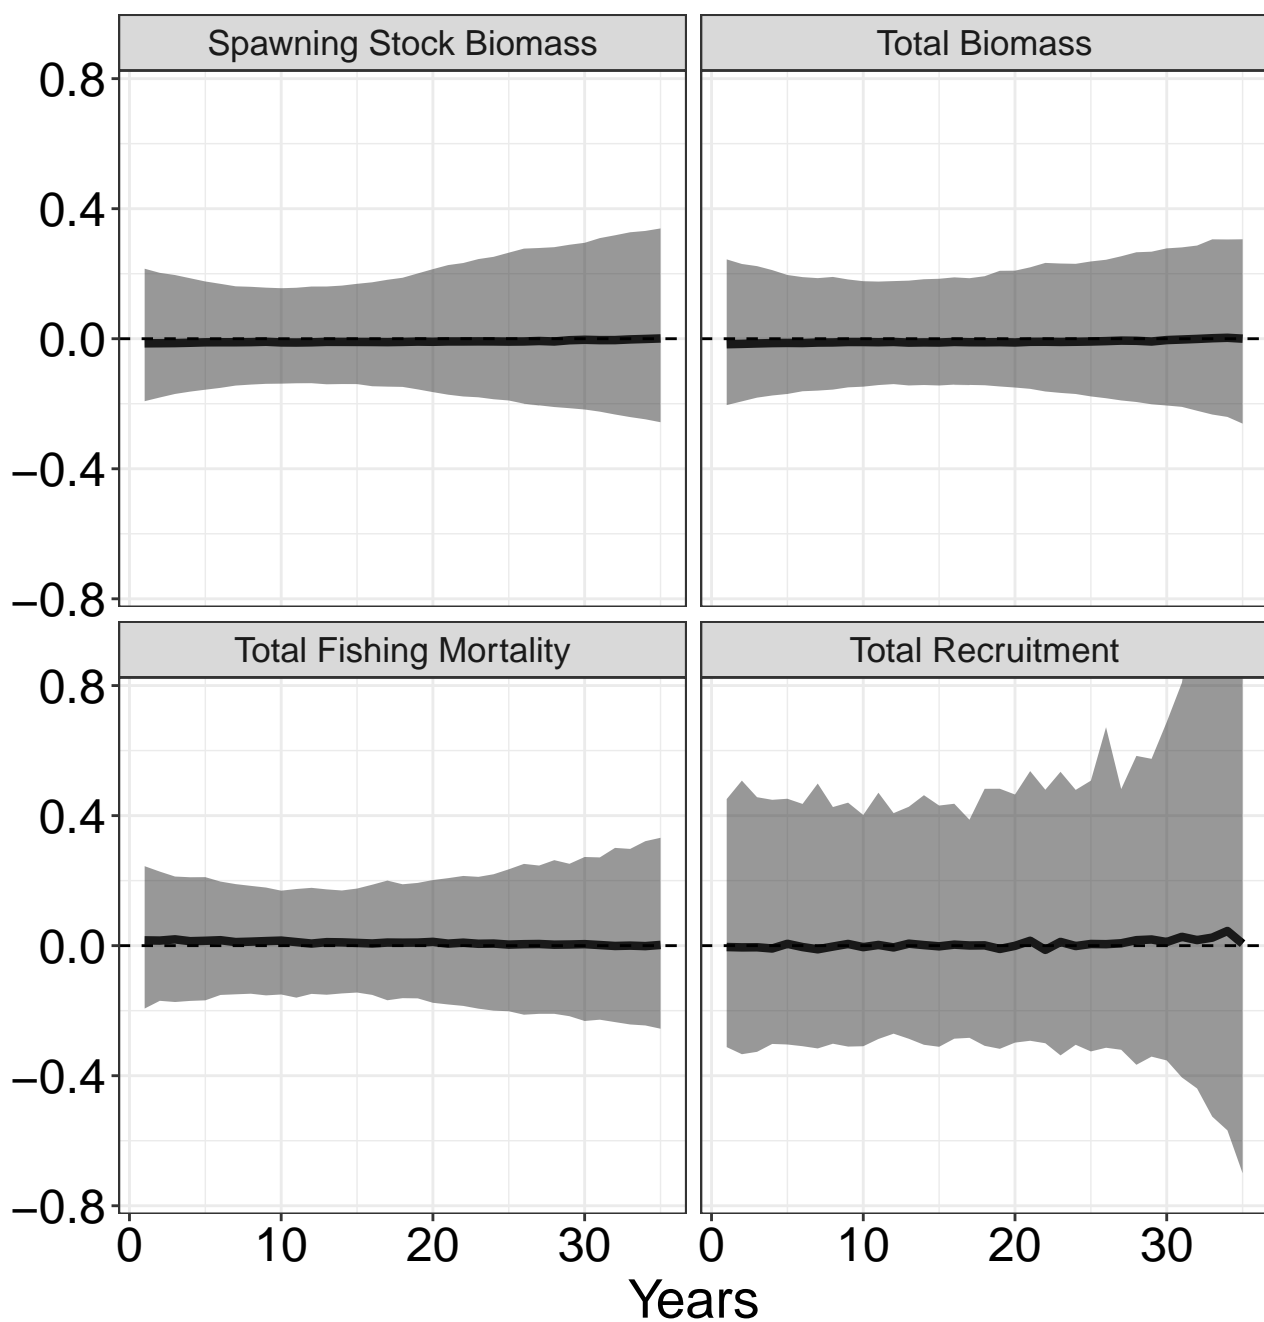 Spawning Stock Biomass
Total Biomass
0.8
0.4
0.0
−0.4
−0.8
Total Fishing Mortality
Total Recruitment
0.8
0.4
0.0
−0.4
−0.8
0 10 20 30
0 10 20 30
Years